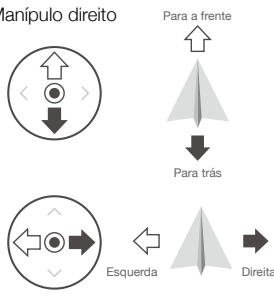 Manípulo direito
Para a frente
Para trás
Esquerda
Direita